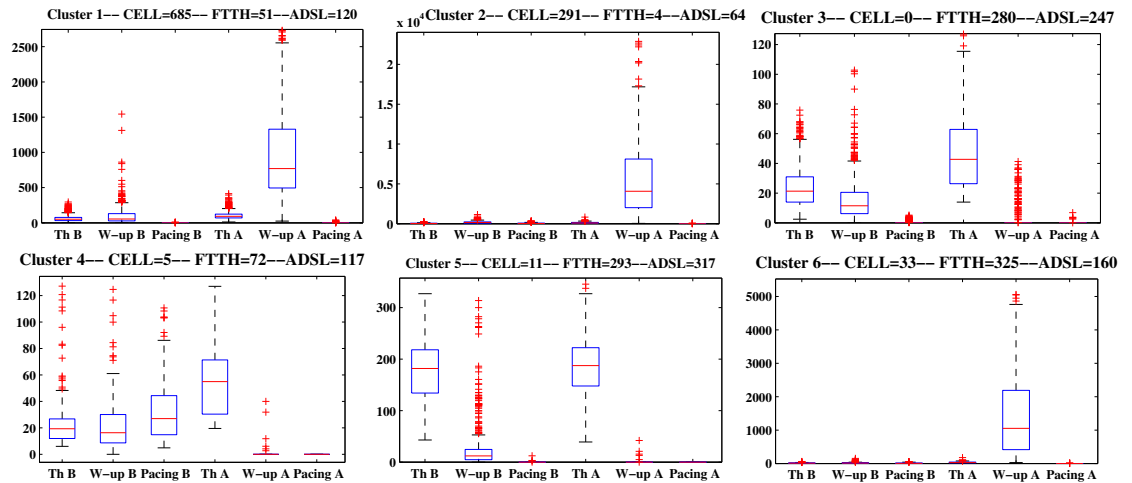 Cluster 1−− CELL=685−− FTTH=51−−ADSL=120
2500
2000
1500
1000
500
0
Th B W−up B Pacing B Th A W−up A Pacing A
x 10^4 Cluster 2−− CELL=291−− FTTH=4−−ADSL=64
2
1.5
1
0.5
0
Th B W−up B Pacing B Th A W−up A Pacing A
Cluster 3−− CELL=0−− FTTH=280−−ADSL=247
120
100
80
60
40
20
0
Th B W−up B Pacing B Th A W−up A Pacing A
Cluster 4−− CELL=5−− FTTH=72−−ADSL=117
120
100
80
60
40
20
0
Th B W−up B Pacing B Th A W−up A Pacing A
Cluster 5−− CELL=11−− FTTH=293−−ADSL=317
300
200
100
0
Th B W−up B Pacing B Th A W−up A Pacing A
Cluster 6−− CELL=33−− FTTH=325−−ADSL=160
5000
4000
3000
2000
1000
0
Th B W−up B Pacing B Th A W−up A Pacing A